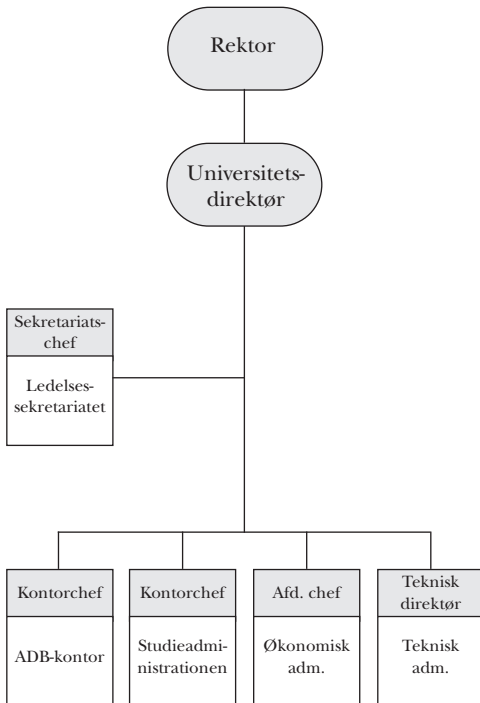 Rektor
Universitets-
direktør
Sekretariats-
chef
Ledelses-
sekretariatet
Kontorchef
ADB-kontor
Kontorchef
Studieadmi-
nistrationen
Afd. chef
Økonomisk
adm.
Teknisk
direktør
Teknisk
adm.